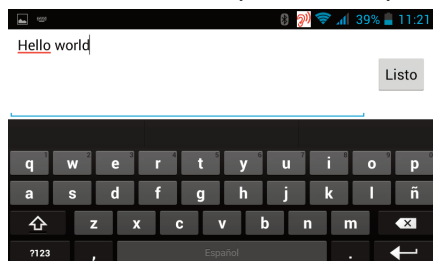 39% 11:21
Hello world
Listo
q w e r t y u i o p
a s d f g h j k l ñ
z x c v b n m
?123 , Español .